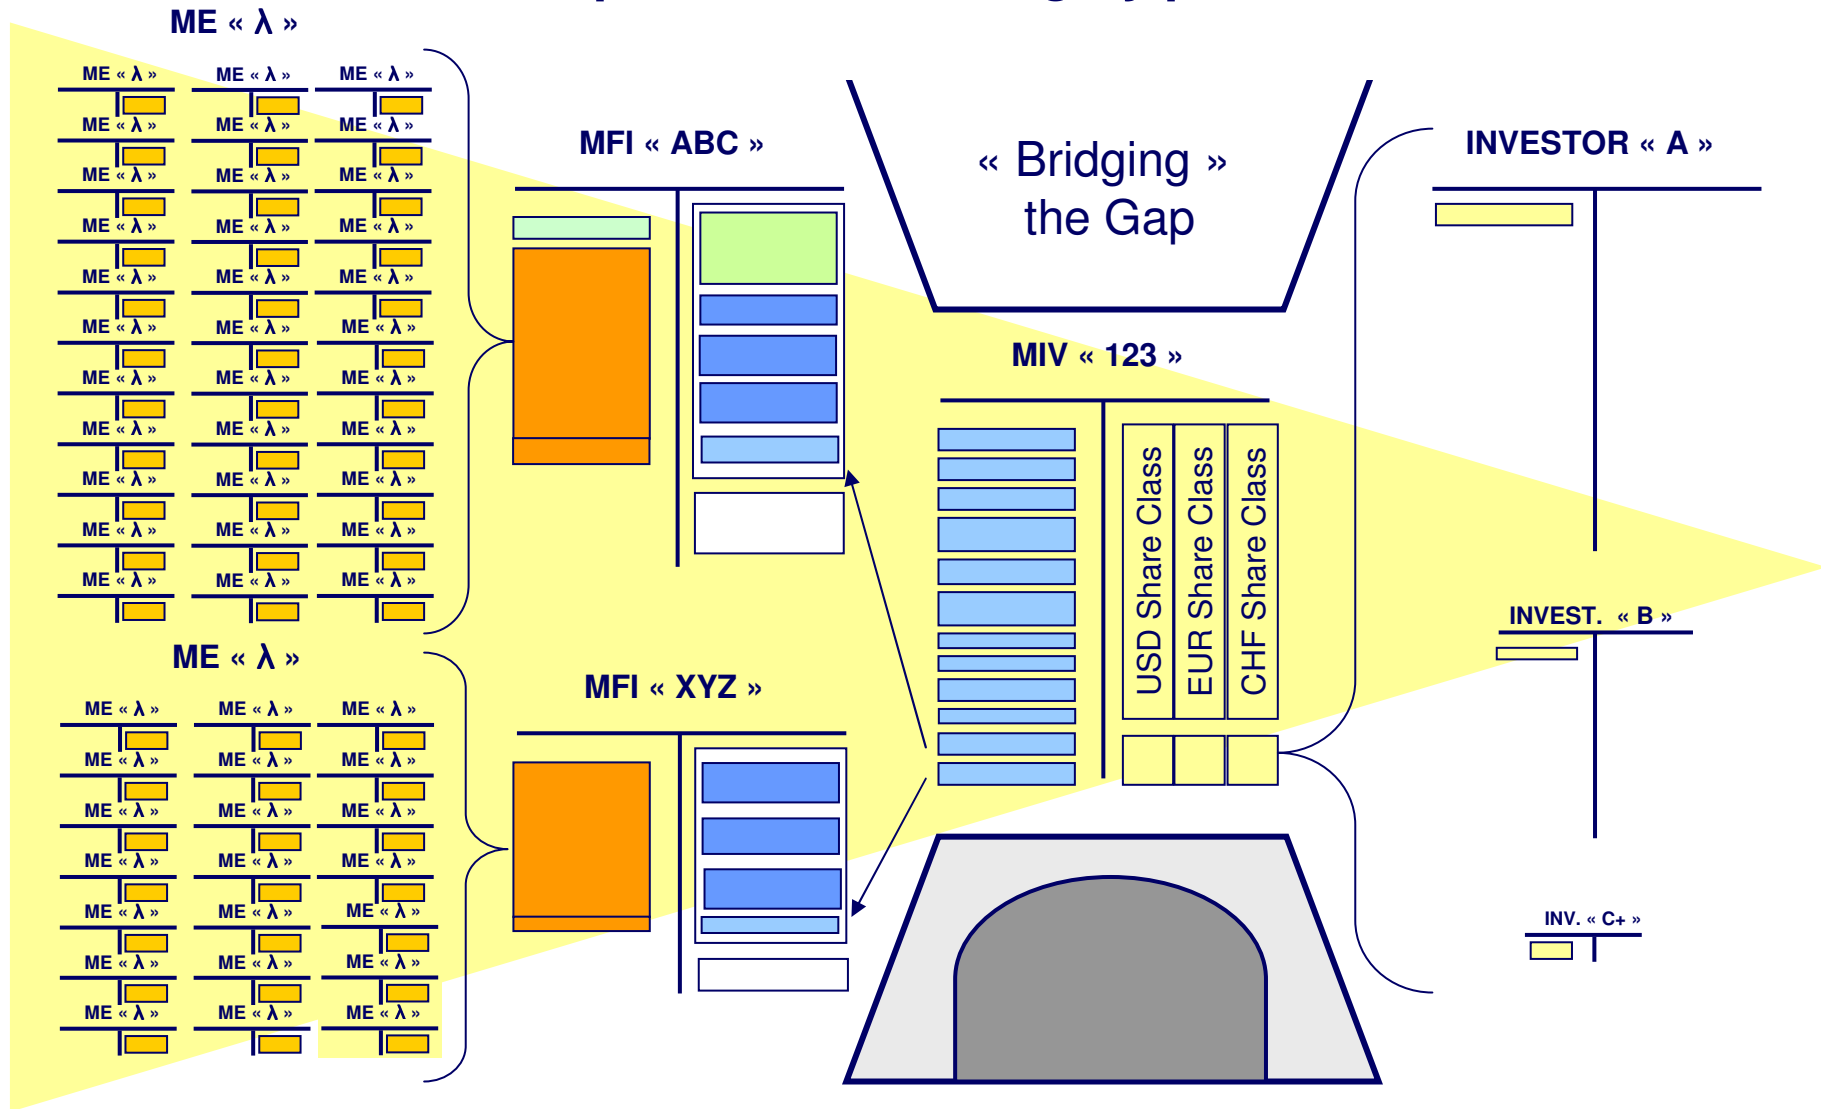 ME « λ »
ME « λ » ME « λ » ME « λ »
ME « λ » ME « λ » ME « λ »
ME « λ » ME « λ » ME « λ »
ME « λ » ME « λ » ME « λ »
ME « λ » ME « λ » ME « λ »
ME « λ » ME « λ » ME « λ »
ME « λ » ME « λ » ME « λ »
ME « λ » ME « λ » ME « λ »
ME « λ » ME « λ » ME « λ »
ME « λ » ME « λ » ME « λ »
ME « λ » ME « λ » ME « λ »
ME « λ »
ME « λ » ME « λ » ME « λ »
ME « λ » ME « λ » ME « λ »
ME « λ » ME « λ » ME « λ »
ME « λ » ME « λ » ME « λ »
ME « λ » ME « λ » ME « λ »
ME « λ » ME « λ » ME « λ »
ME « λ » ME « λ » ME « λ »
MFI « ABC »
MFI « XYZ »
« Bridging »
the Gap
MIV « 123 »
USD Share Class
EUR Share Class
CHF Share Class
INVESTOR « A »
INVEST. « B »
INV. « C+ »